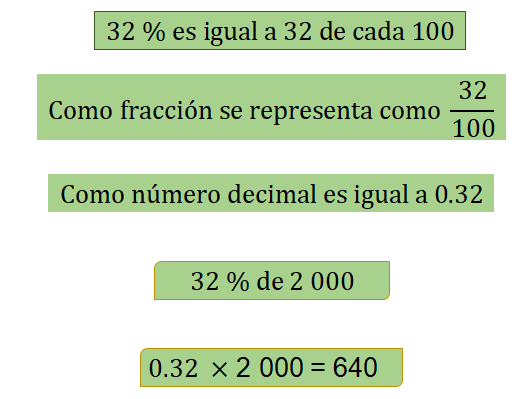 32 % es igual a 32 de cada 100
Como fracción se representa como 32/100
Como número decimal es igual a 0.32
32 % de 2 000
0.32 × 2 000 = 640